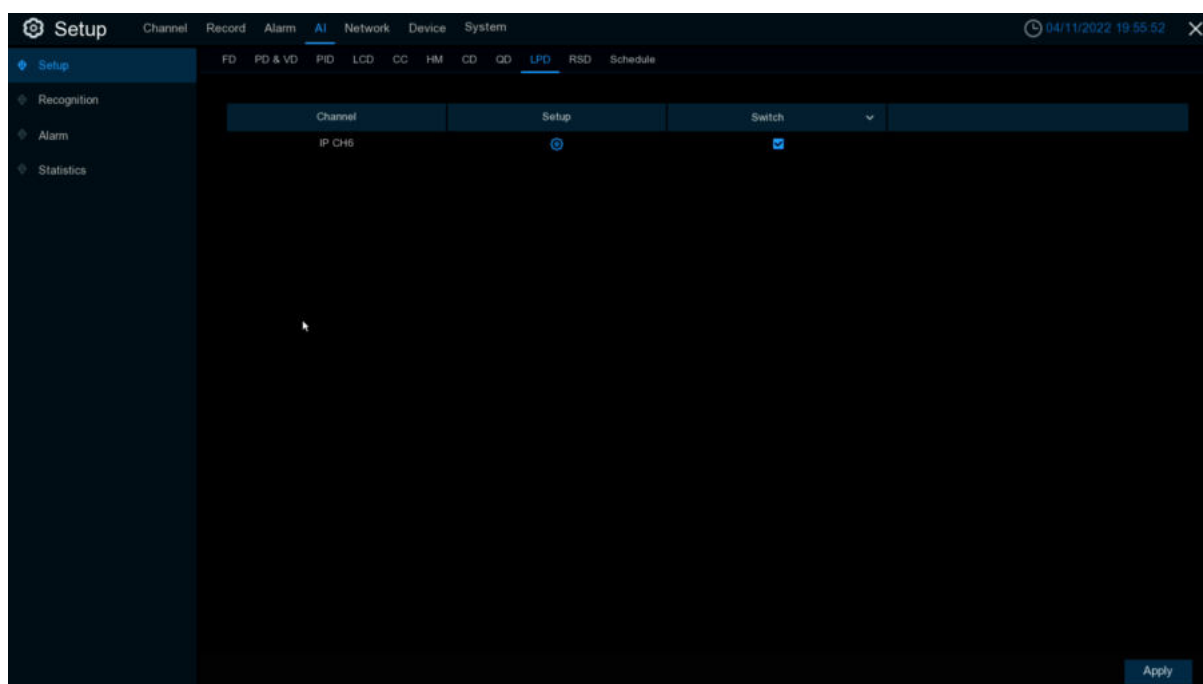 Setup Channel Record Alarm AI Network Device System 04/11/2022 19:55:52
Setup
Recognition
Alarm
Statistics
FD PD & VD PID LCD CC HM CD QD LPD RSD Schedule
Channel Setup Switch
IP CH6
Apply